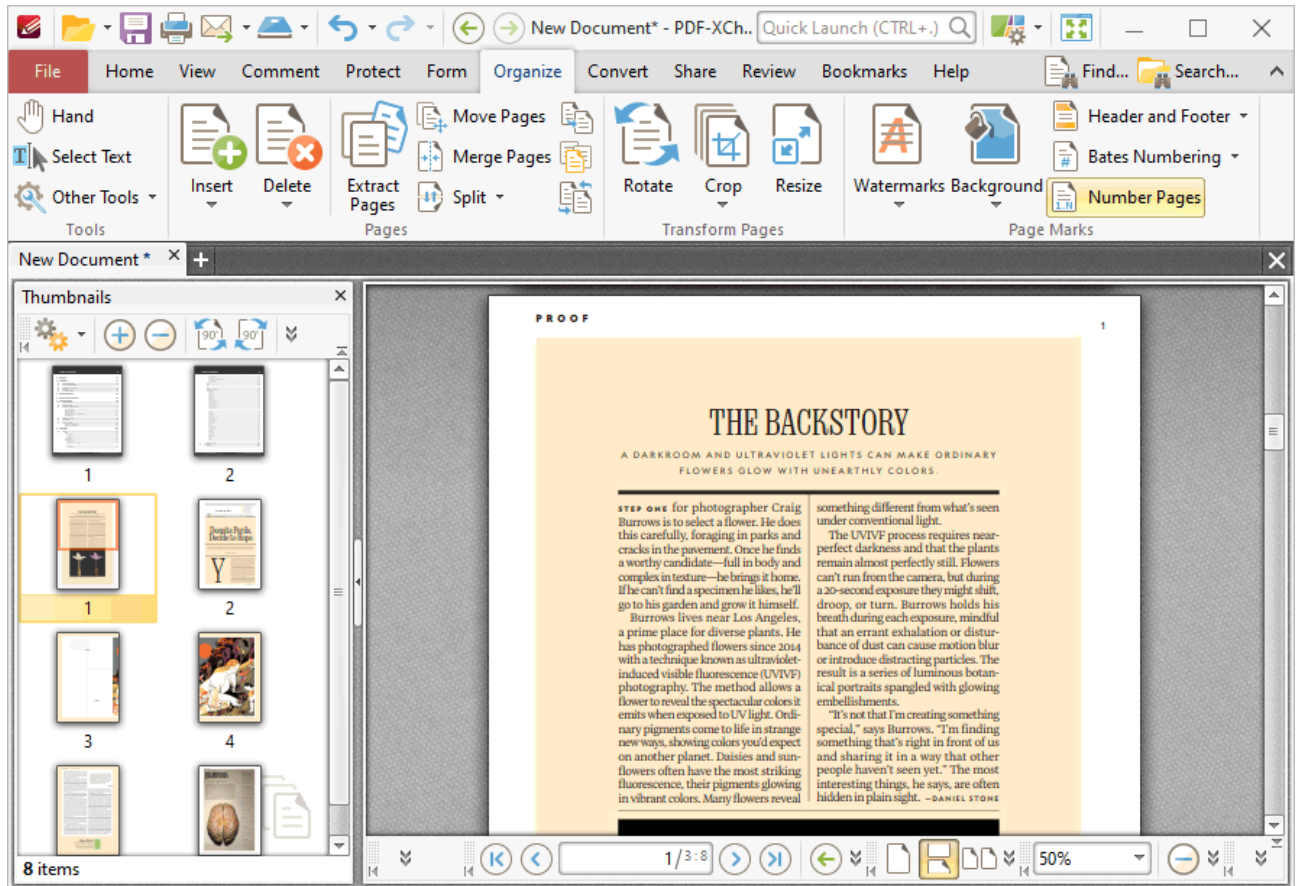 New Document* - PDF-XCh..
Quick Launch (CTRL+.)
File Home View Comment Protect Form Organize Convert Share Review Bookmarks Help Find... Search...
Hand
Select Text
Other Tools
Tools
Insert
Delete
Extract
Pages
Move Pages
Merge Pages
Split
Pages
Rotate
Crop
Resize
Transform Pages
Watermarks
Background
Header and Footer
Bates Numbering
Number Pages
Page Marks
New Document *
Thumbnails
90°
90°
1
2
1
Despite Perils,
Decide to Hope
Y
2
3
4
8 items
PROOF
1
THE BACKSTORY
A DARKROOM AND ULTRAVIOLET LIGHTS CAN MAKE ORDINARY
FLOWERS GLOW WITH UNEARTHLY COLORS.
STEP ONE for photographer Craig
Burrows is to select a flower. He does
this carefully, foraging in parks and
cracks in the pavement. Once he finds
a worthy candidate—full in body and
complex in texture—he brings it home.
If he can't find a specimen he likes, he'll
go to his garden and grow it himself.
Burrows lives near Los Angeles,
a prime place for diverse plants. He
has photographed flowers since 2014
with a technique known as ultraviolet-
induced visible fluorescence (UVIVF)
photography. The method allows a
flower to reveal the spectacular colors it
emits when exposed to UV light. Ordi-
nary pigments come to life in strange
new ways, showing colors you'd expect
on another planet. Daisies and sun-
flowers often have the most striking
fluorescence, their pigments glowing
in vibrant colors. Many flowers reveal
something different from what's seen
under conventional light.
The UVIVF process requires near-
perfect darkness and that the plants
remain almost perfectly still. Flowers
can't run from the camera, but during
a 20-second exposure they might shift,
droop, or turn. Burrows holds his
breath during each exposure, mindful
that an errant exhalation or distur-
bance of dust can cause motion blur
or introduce distracting particles. The
result is a series of luminous botan-
ical portraits spangled with glowing
embellishments.
"It's not that I'm creating something
special," says Burrows. "I'm finding
something that's right in front of us
and sharing it in a way that other
people haven't seen yet." The most
interesting things, he says, are often
hidden in plain sight. —DANIEL STONE
1/3:8
50%